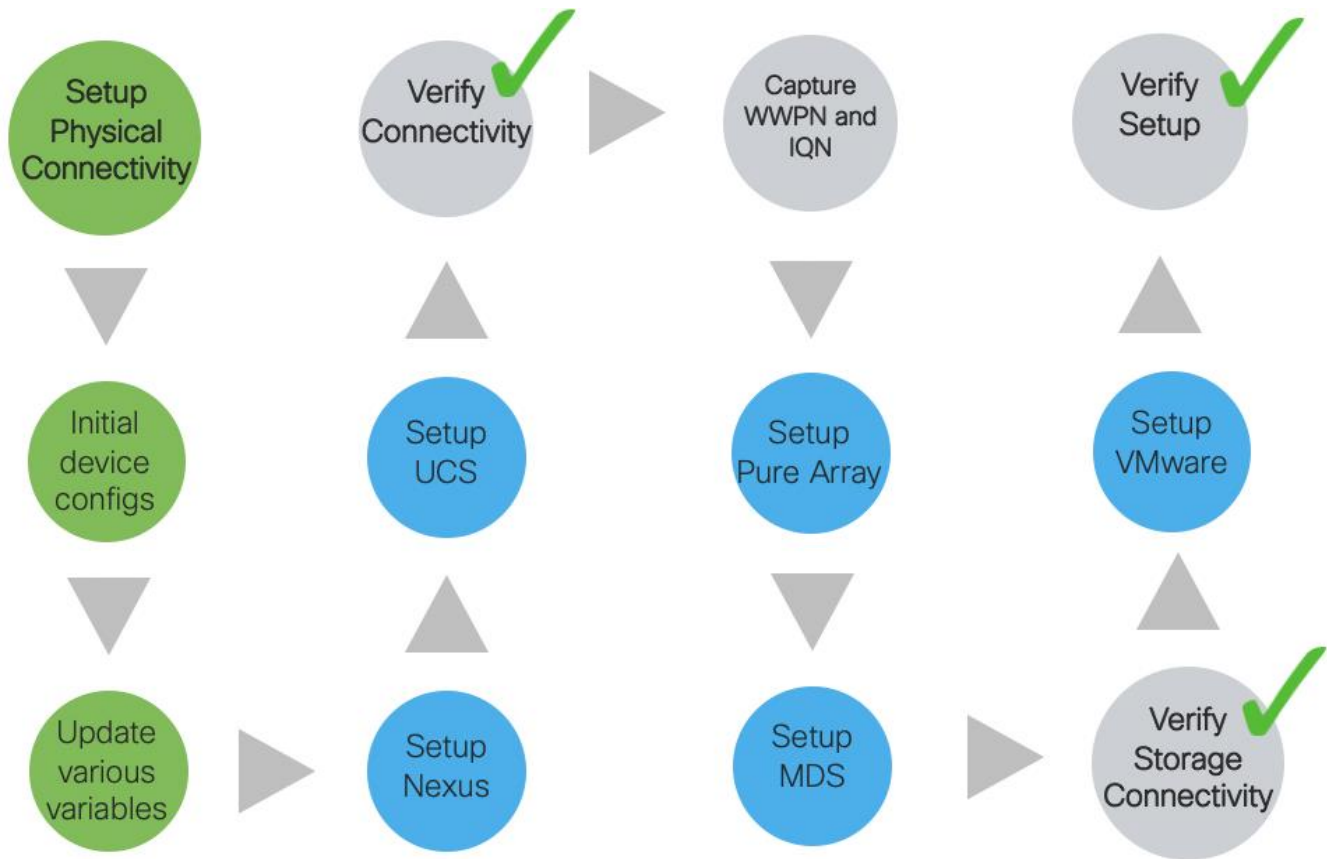 Setup
Physical
Connectivity
Initial
device
configs
Update
various
variables
Setup
Nexus
Setup
UCS
Verify
Connectivity
Capture
WWPN and
IQN
Setup
Pure Array
Setup
MDS
Verify
Storage
Connectivity
Setup
VMware
Verify
Setup